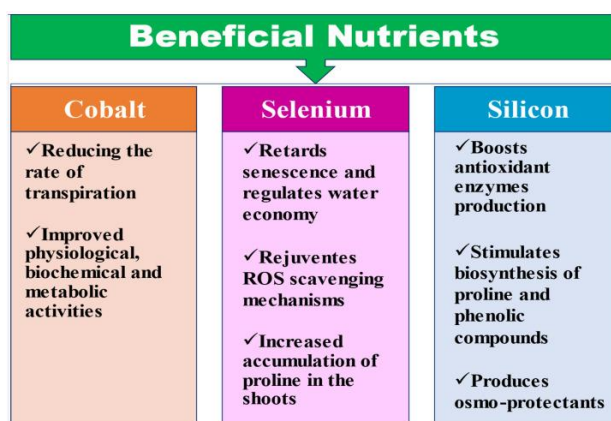 Beneficial Nutrients
Cobalt
✓Reducing the
rate of
transpiration
✓Improved
physiological,
biochemical and
metabolic
activities
Selenium
✓Retards
senescence and
regulates water
economy
✓Rejuventes
ROS scavenging
mechanisms
✓Increased
accumulation of
proline in the
shoots
Silicon
✓Boosts
antioxidant
enzymes
production
✓Stimulates
biosynthesis of
proline and
phenolic
compounds
✓Produces
osmo-protectants